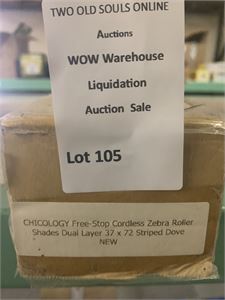 TWO OLD SOULS ONLINE
Auctions
WOW Warehouse
Liquidation
Auction Sale
Lot 105
CHICOLOGY Free-Stop Cordless Zebra Roller
Shades Dual Layer 37 x 72 Striped Dove
NEW